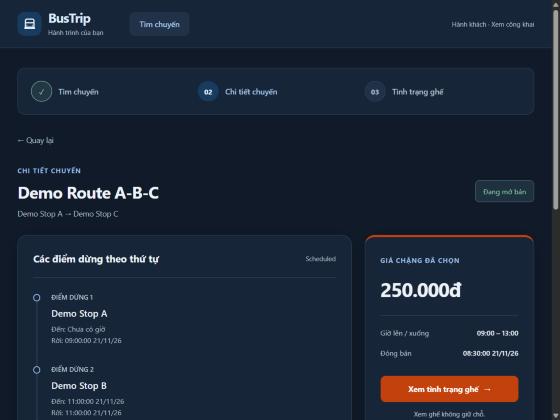 BusTrip
Hành trình của bạn
Tìm chuyến
Hành khách · Xem công khai
✓ Tìm chuyến
02 Chi tiết chuyến
03 Tình trạng ghế
← Quay lại
CHI TIẾT CHUYẾN
Demo Route A-B-C
Đang mở bán
Demo Stop A → Demo Stop C
Các điểm dừng theo thứ tự
Scheduled
ĐIỂM DỪNG 1
Demo Stop A
Đến: Chưa có giờ
Rời: 09:00:00 21/11/26
ĐIỂM DỪNG 2
Demo Stop B
Đến: 11:00:00 21/11/26
Rời: 11:00:00 21/11/26
GIÁ CHẶNG ĐÃ CHỌN
250.000đ
Giờ lên / xuống 09:00 – 13:00
Đóng bán 08:30:00 21/11/26
Xem tình trạng ghế →
Xem ghế không giữ chỗ.